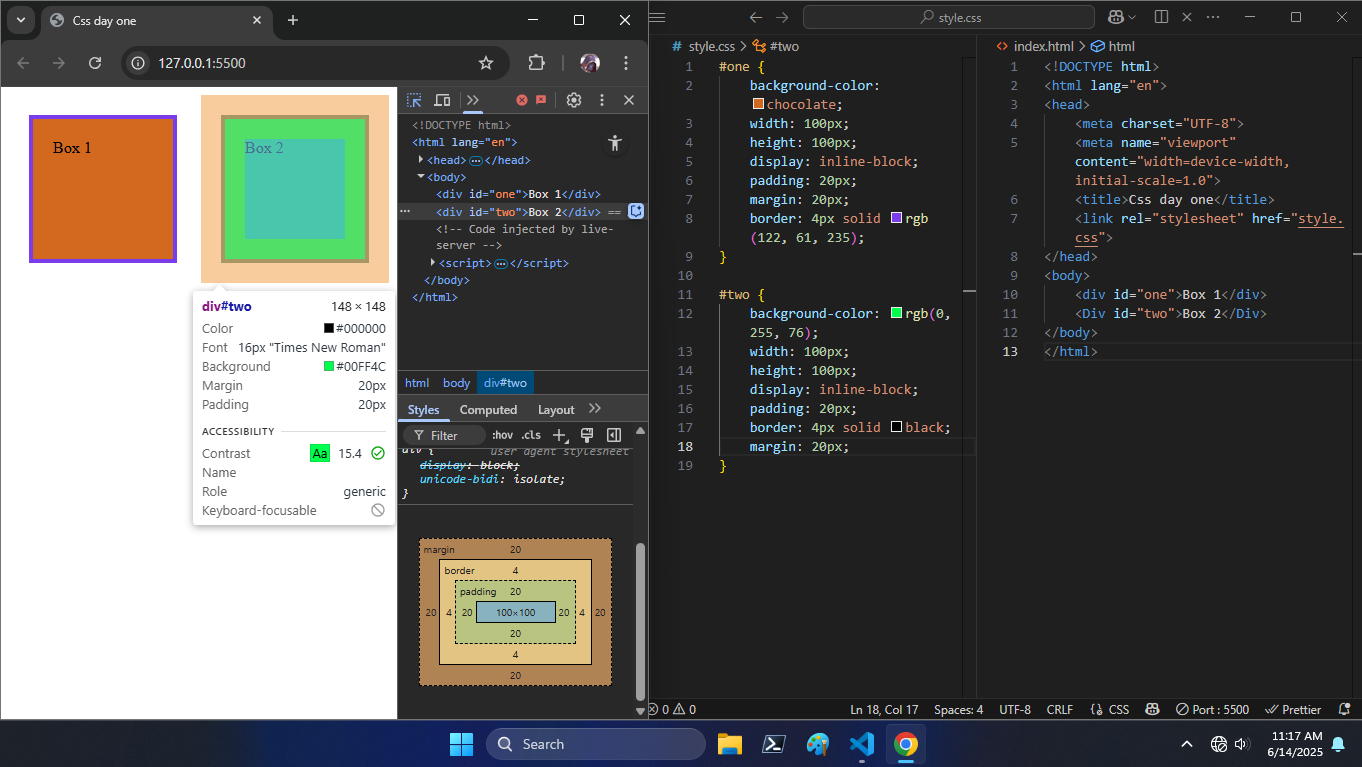 Css day one
127.0.0.1:5500
Box 1
Box 2
div#two 148 × 148
Color #000000
Font 16px "Times New Roman"
Background #00FF4C
Margin 20px
Padding 20px
ACCESSIBILITY
Contrast Aa 15.4
Name
Role generic
Keyboard-focusable
<!DOCTYPE html>
<html lang="en">
<head> … </head>
<body>
<div id="one">Box 1</div>
<div id="two">Box 2</div> ==
<!-- Code injected by live-
server -->
<script> … </script>
</body>
</html>
html body div#two
Styles Computed Layout
Filter :hov .cls
div { user agent stylesheet
display: block;
unicode-bidi: isolate;
}
margin 20
border 4
padding 20
20 4 20 100×100 20 4 20
20
4
20
style.css
# style.css > #two
1 #one {
2 background-color:
chocolate;
3 width: 100px;
4 height: 100px;
5 display: inline-block;
6 padding: 20px;
7 margin: 20px;
8 border: 4px solid rgb
(122, 61, 235);
9 }
10
11 #two {
12 background-color: rgb(0,
255, 76);
13 width: 100px;
14 height: 100px;
15 display: inline-block;
16 padding: 20px;
17 border: 4px solid black;
18 margin: 20px;
19 }
index.html > html
1 <!DOCTYPE html>
2 <html lang="en">
3 <head>
4 <meta charset="UTF-8">
5 <meta name="viewport"
content="width=device-width,
initial-scale=1.0">
6 <title>Css day one</title>
7 <link rel="stylesheet" href="style.
css">
8 </head>
9 <body>
10 <div id="one">Box 1</div>
11 <Div id="two">Box 2</Div>
12 </body>
13 </html>
0 0 Ln 18, Col 17 Spaces: 4 UTF-8 CRLF {} CSS Port : 5500 Prettier
Search
11:17 AM
6/14/2025